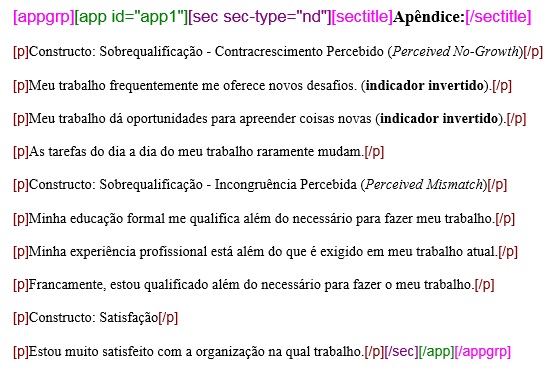 [appgrp][app id="app1"][sec sec-type="nd"][sectitle]Apêndice:[/sectitle]
[p]Constructo: Sobrequalificação - Contracrescimento Percebido (Perceived No-Growth)[/p]
[p]Meu trabalho frequentemente me oferece novos desafios. (indicador invertido).[/p]
[p]Meu trabalho dá oportunidades para apreender coisas novas (indicador invertido).[/p]
[p]As tarefas do dia a dia do meu trabalho raramente mudam.[/p]
[p]Constructo: Sobrequalificação - Incongruência Percebida (Perceived Mismatch)[/p]
[p]Minha educação formal me qualifica além do necessário para fazer meu trabalho.[/p]
[p]Minha experiência profissional está além do que é exigido em meu trabalho atual.[/p]
[p]Francamente, estou qualificado além do necessário para fazer o meu trabalho.[/p]
[p]Constructo: Satisfação[/p]
[p]Estou muito satisfeito com a organização na qual trabalho.[/p][/sec][/app][/appgrp]